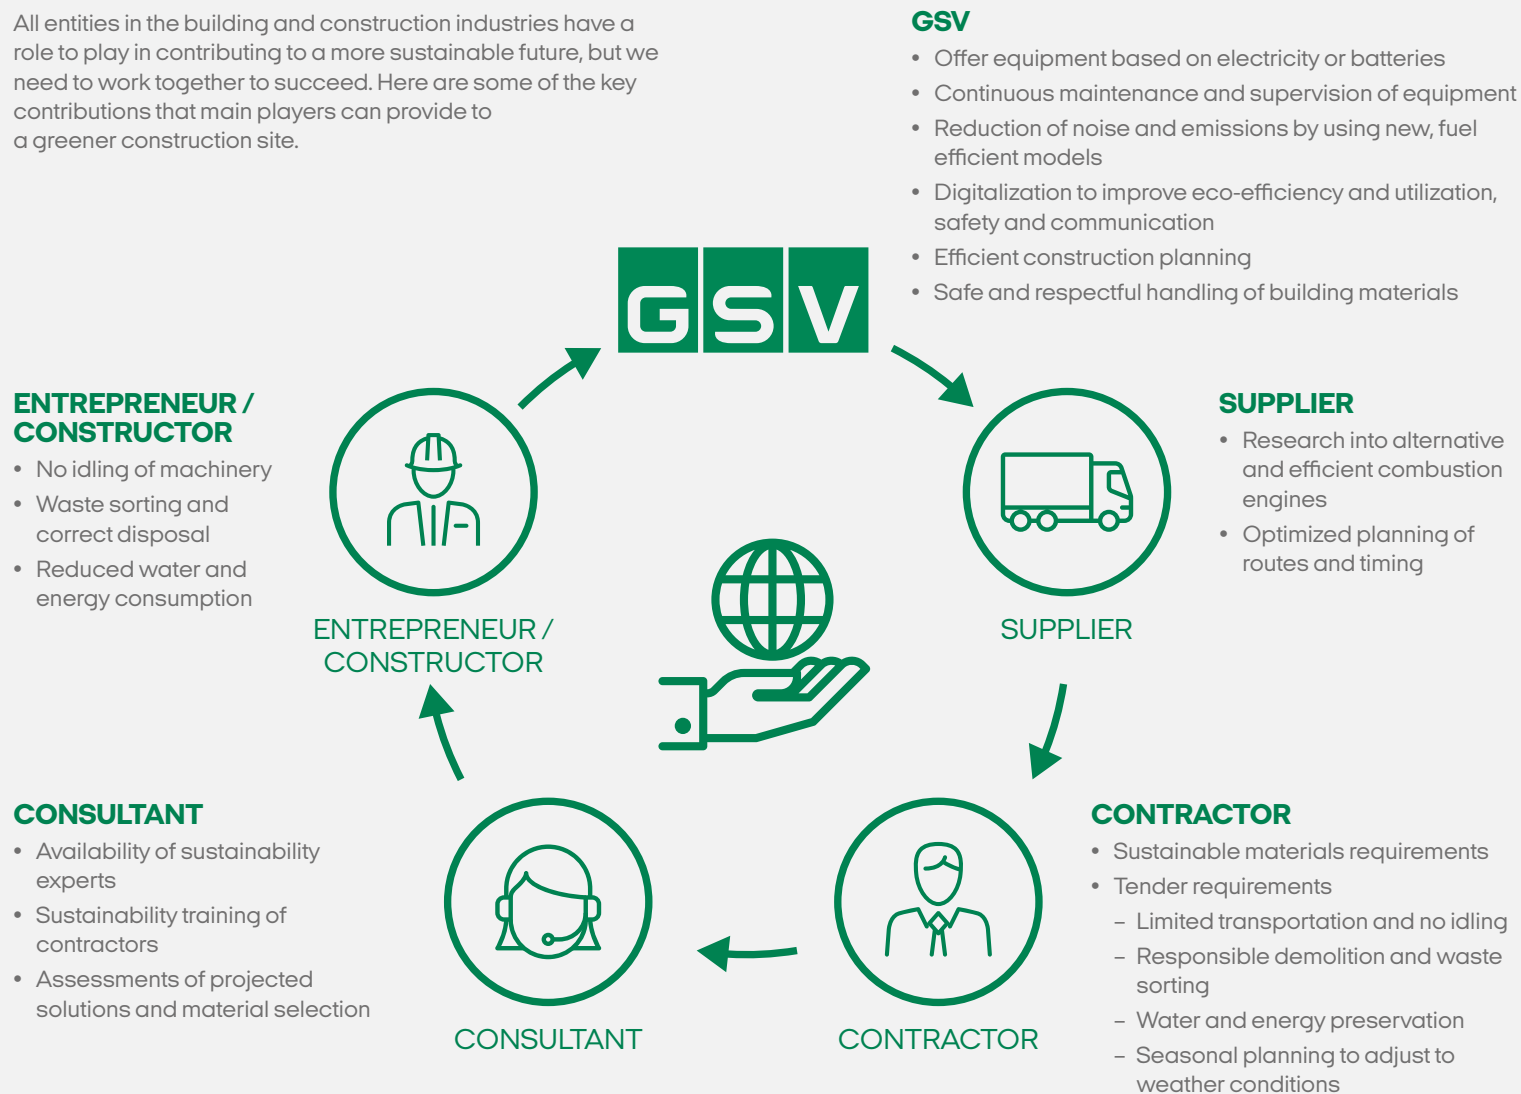 All entities in the building and construction industries have a
role to play in contributing to a more sustainable future, but we
need to work together to succeed. Here are some of the key
contributions that main players can provide to
a greener construction site.
GSV
• Offer equipment based on electricity or batteries
• Continuous maintenance and supervision of equipment
• Reduction of noise and emissions by using new, fuel
efficient models
• Digitalization to improve eco-efficiency and utilization,
safety and communication
• Efficient construction planning
• Safe and respectful handling of building materials
GSV
ENTREPRENEUR /
CONSTRUCTOR
• No idling of machinery
• Waste sorting and
correct disposal
• Reduced water and
energy consumption
ENTREPRENEUR /
CONSTRUCTOR
SUPPLIER
SUPPLIER
• Research into alternative
and efficient combustion
engines
• Optimized planning of
routes and timing
CONSULTANT
• Availability of sustainability
experts
• Sustainability training of
contractors
• Assessments of projected
solutions and material selection
CONSULTANT
CONTRACTOR
CONTRACTOR
• Sustainable materials requirements
• Tender requirements
– Limited transportation and no idling
– Responsible demolition and waste
sorting
– Water and energy preservation
– Seasonal planning to adjust to
weather conditions